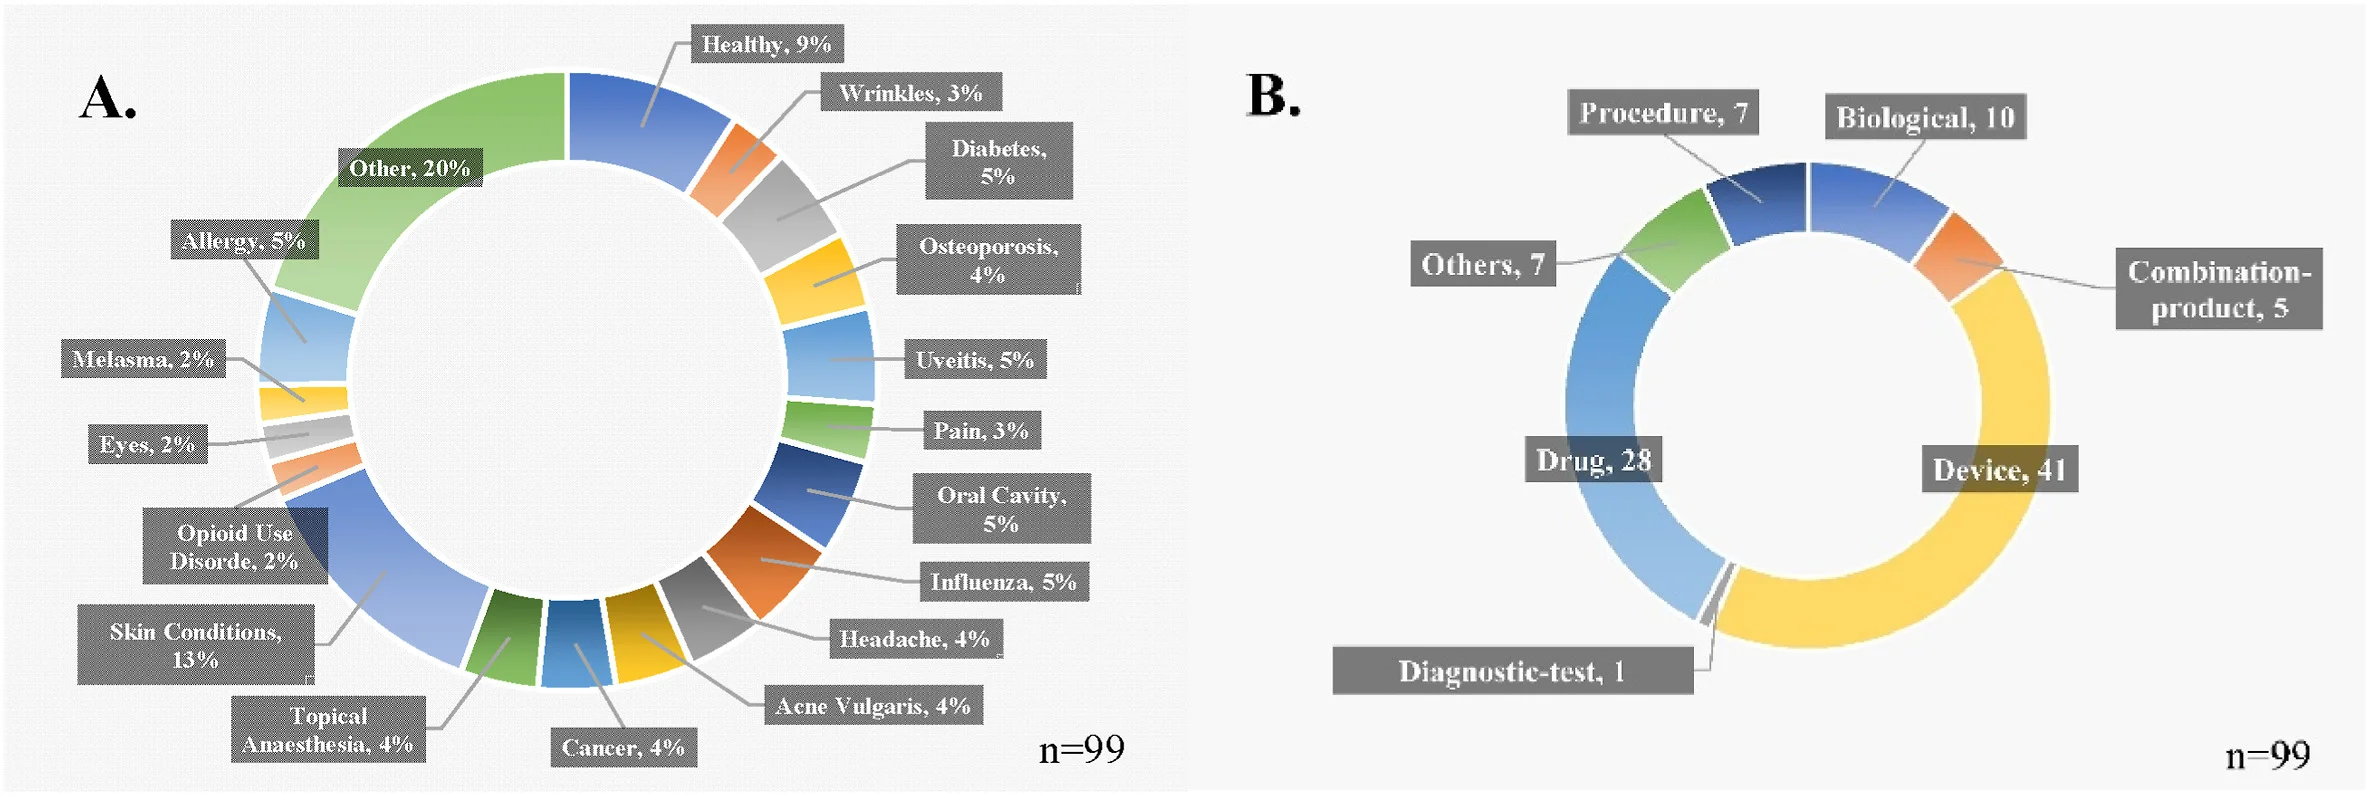 A.
Healthy, 9%
Wrinkles, 3%
Diabetes,
5%
Osteoporosis,
4%
Uveitis, 5%
Pain, 3%
Oral Cavity,
5%
Influenza, 5%
Headache, 4%
Acne Vulgaris, 4%
Cancer, 4%
Topical
Anaesthesia, 4%
Skin Conditions,
13%
Opioid Use
Disorde, 2%
Eyes, 2%
Melasma, 2%
Allergy, 5%
Other, 20%
n=99
B.
Biological, 10
Combination-
product, 5
Device, 41
Diagnostic-test, 1
Drug, 28
Others, 7
Procedure, 7
n=99